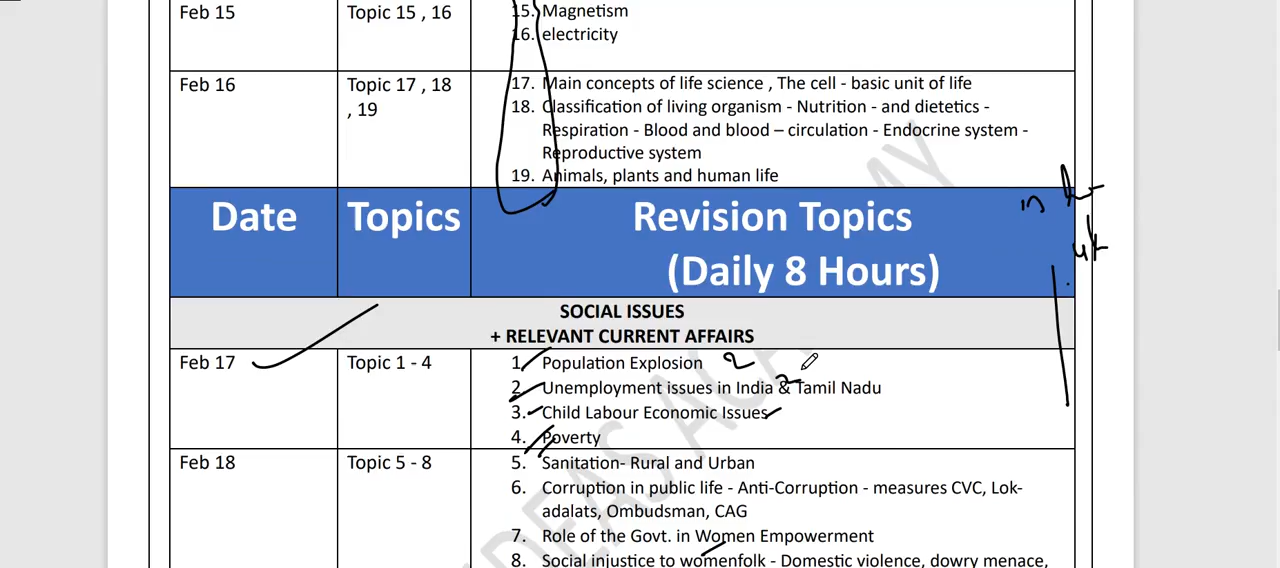 Feb 15
Topic 15 , 16
15. Magnetism
16. electricity
Feb 16
Topic 17 , 18
, 19
17. Main concepts of life science , The cell - basic unit of life
18. Classification of living organism - Nutrition - and dietetics -
Respiration - Blood and blood – circulation - Endocrine system -
Reproductive system
19. Animals, plants and human life
Date
Topics
Revision Topics
(Daily 8 Hours)
SOCIAL ISSUES
+ RELEVANT CURRENT AFFAIRS
Feb 17
Topic 1 - 4
1. Population Explosion 2
2. Unemployment issues in India & Tamil Nadu
3. Child Labour Economic Issues
4. Poverty
Feb 18
Topic 5 - 8
5. Sanitation- Rural and Urban
6. Corruption in public life - Anti-Corruption - measures CVC, Lok-
adalats, Ombudsman, CAG
7. Role of the Govt. in Women Empowerment
8. Social injustice to womenfolk - Domestic violence, dowry menace,
IDEAS ACADEMY